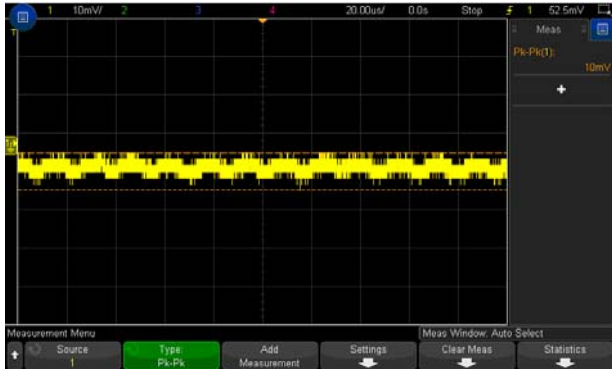 1 10mV/ 2 3 4 20.00us/ 0.0s Stop 1 52.5mV
T
Meas
Pk-Pk(1):
10mV
+
Measurement Menu
Meas Window: Auto Select
Source
1
Type:
Pk-Pk
Add
Measurement
Settings
Clear Meas
Statistics